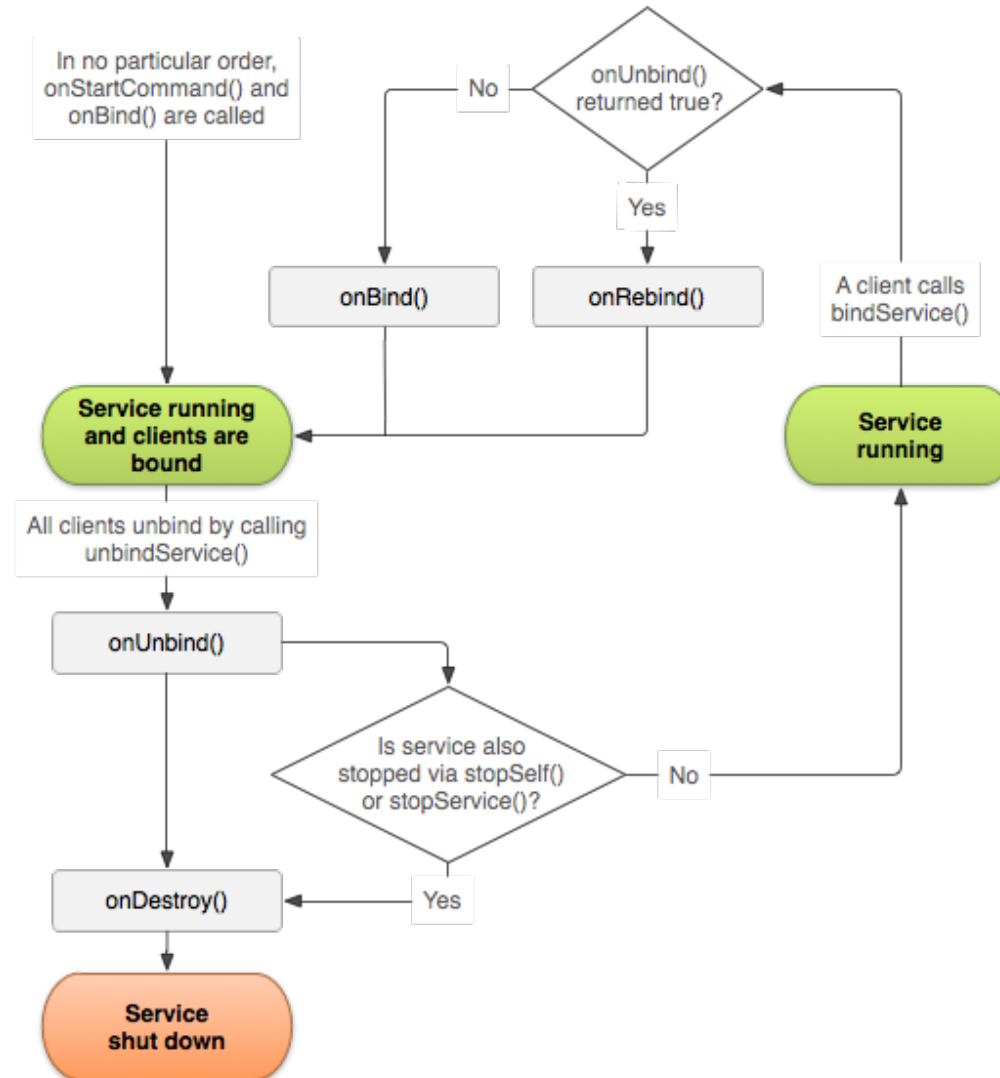 In no particular order,
onStartCommand() and
onBind() are called
onUnbind()
returned true?
No
Yes
onBind()
onRebind()
A client calls
bindService()
Service running
and clients are
bound
Service
running
All clients unbind by calling
unbindService()
onUnbind()
Is service also
stopped via stopSelf()
or stopService()?
No
Yes
onDestroy()
Service
shut down